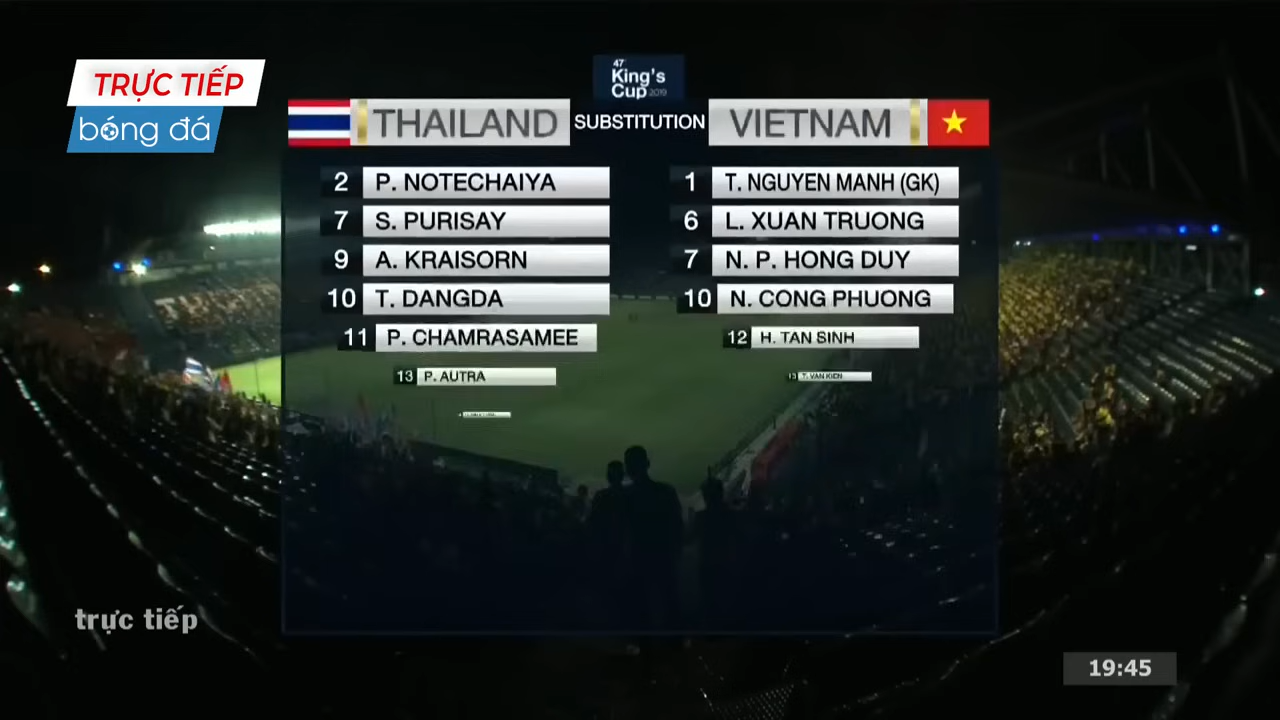 TRỰC TIẾP
bóng đá
47th
King's
Cup 2019
THAILAND
SUBSTITUTION
VIETNAM
2 P. NOTECHAIYA
1 T. NGUYEN MANH (GK)
7 S. PURISAY
6 L. XUAN TRUONG
9 A. KRAISORN
7 N. P. HONG DUY
10 T. DANGDA
10 N. CONG PHUONG
11 P. CHAMRASAMEE
12 H. TAN SINH
13 P. AUTRA
13 T. VAN KIEN
trực tiếp
19:45